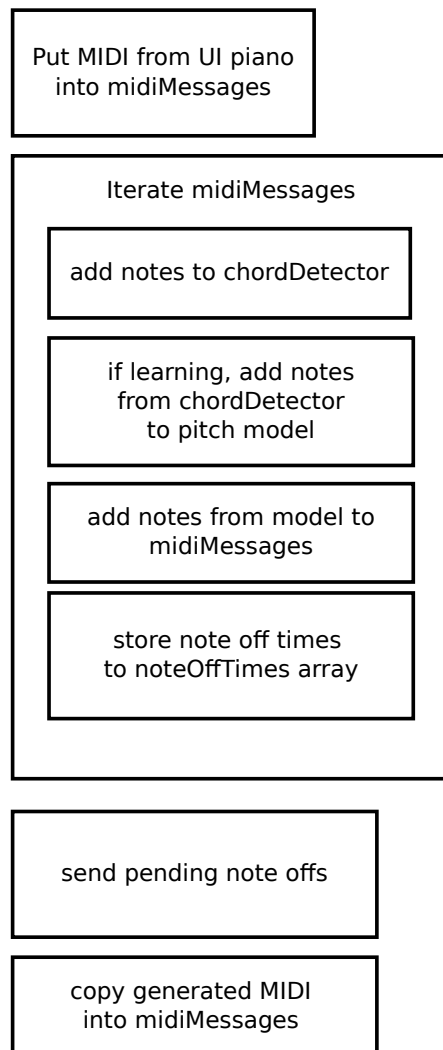 Put MIDI from UI piano
into midiMessages
Iterate midiMessages
add notes to chordDetector
if learning, add notes
from chordDetector
to pitch model
add notes from model to
midiMessages
store note off times
to noteOffTimes array
send pending note offs
copy generated MIDI
into midiMessages